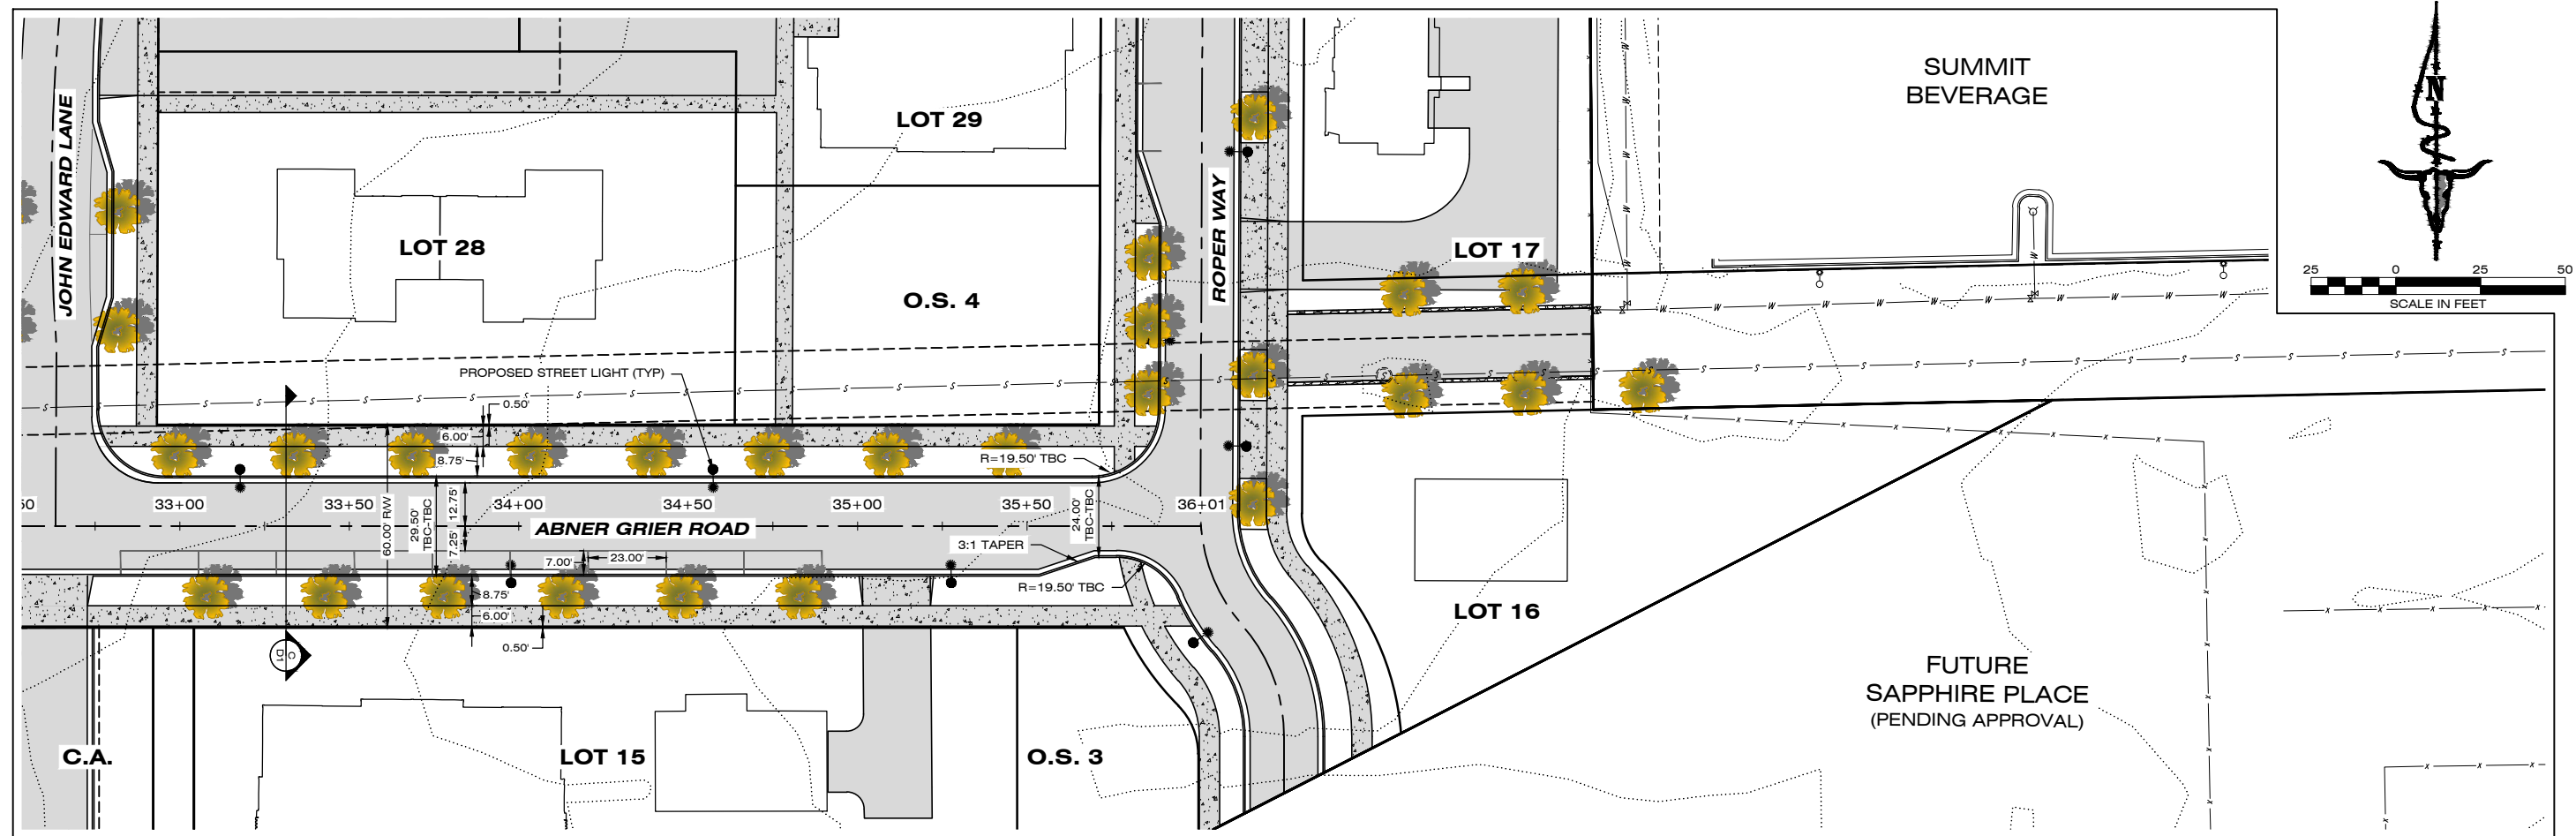 SUMMIT
BEVERAGE
N
JOHN EDWARD LANE
LOT 29
ROPER WAY
LOT 28
LOT 17
O.S. 4
25 0 25 50
SCALE IN FEET
PROPOSED STREET LIGHT (TYP)
0.50'
6.00'
8.75'
R=19.50' TBC
50 33+00 33+50 34+00 34+50 35+00 35+50 36+01
60.00' R/W
29.50'
TBC-TBC
12.75'
7.25'
24.00'
TBC-TBC
ABNER GRIER ROAD
3:1 TAPER
7.00'
23.00'
R=19.50' TBC
8.75'
6.00'
0.50'
LOT 16
C
D1
FUTURE
SAPPHIRE PLACE
(PENDING APPROVAL)
C.A.
LOT 15
O.S. 3
W W W W W W W W W W W W
S S S S S S S S S S S S
X X X X X X X X X X